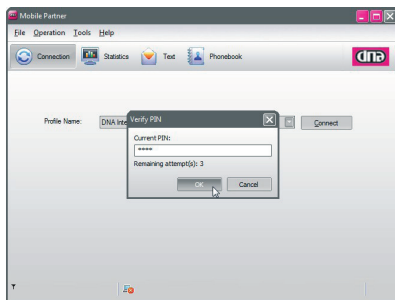 Mobile Partner
File Operation Tools Help
Connection Statistics Text Phonebook dna
Profile Name: DNA Inte Connect
Verify PIN
Current PIN:
****
Remaining attempt(s): 3
OK Cancel